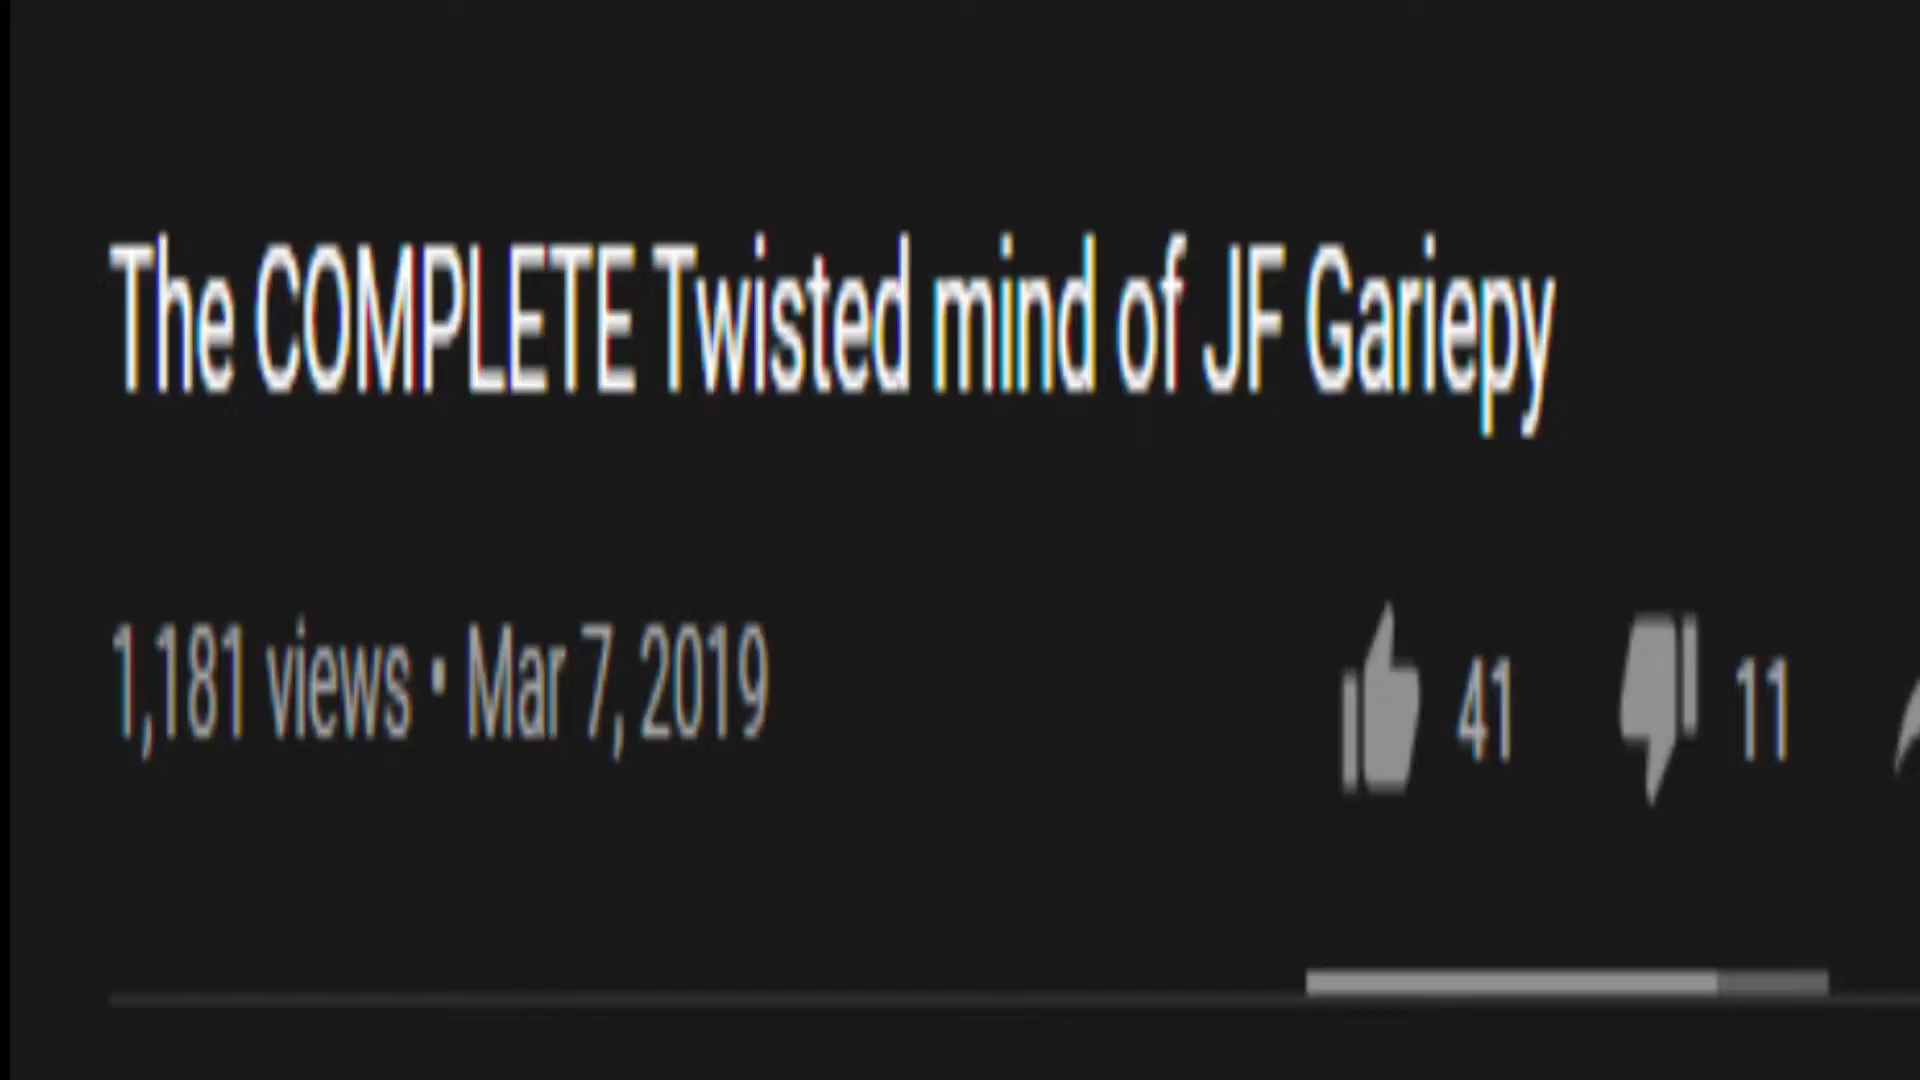 The COMPLETE Twisted mind of JF Gariepy
1,181 views • Mar 7, 2019 41 11